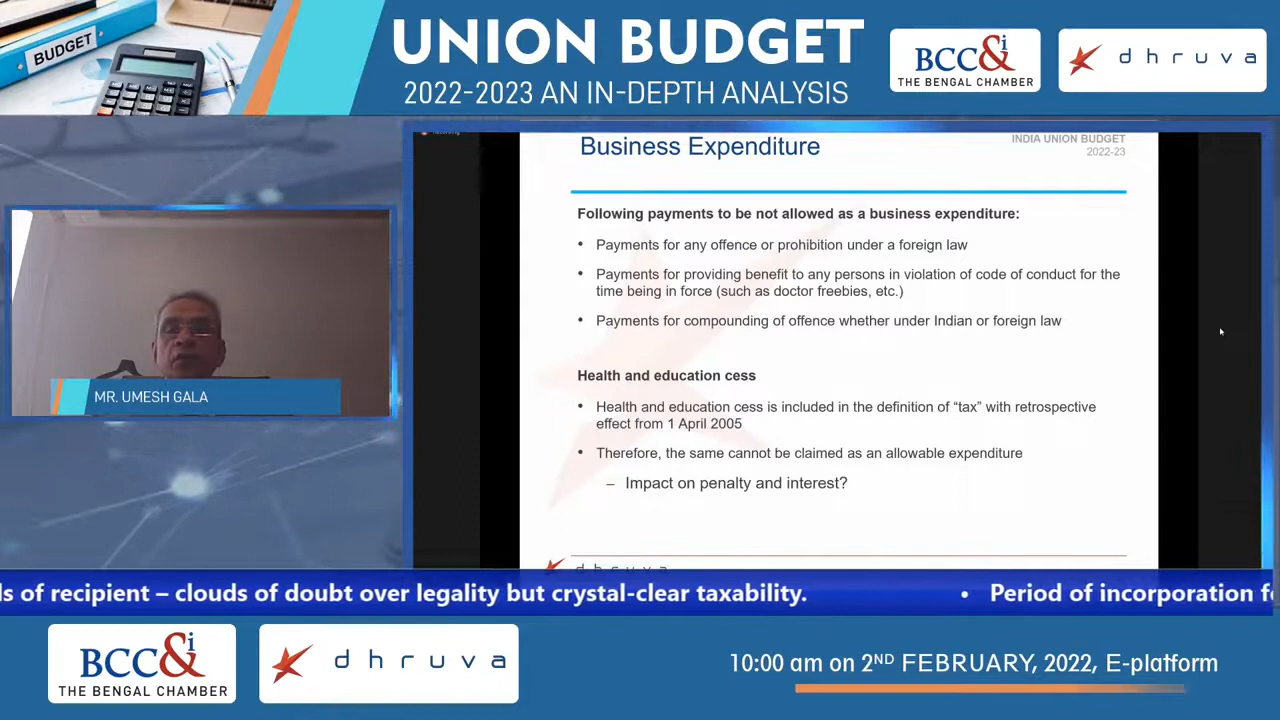 BUDGET
UNION BUDGET
2022-2023 AN IN-DEPTH ANALYSIS
BCC&i
THE BENGAL CHAMBER
dhruva
Business Expenditure
INDIA UNION BUDGET
2022-23
Following payments to be not allowed as a business expenditure:
• Payments for any offence or prohibition under a foreign law
• Payments for providing benefit to any persons in violation of code of conduct for the
time being in force (such as doctor freebies, etc.)
• Payments for compounding of offence whether under Indian or foreign law
Health and education cess
• Health and education cess is included in the definition of “tax” with retrospective
effect from 1 April 2005
• Therefore, the same cannot be claimed as an allowable expenditure
– Impact on penalty and interest?
dhruva
MR. UMESH GALA
of recipient – clouds of doubt over legality but crystal-clear taxability. • Period of incorporation
BCC&i
THE BENGAL CHAMBER
dhruva
10:00 am on 2ND FEBRUARY, 2022, E-platform